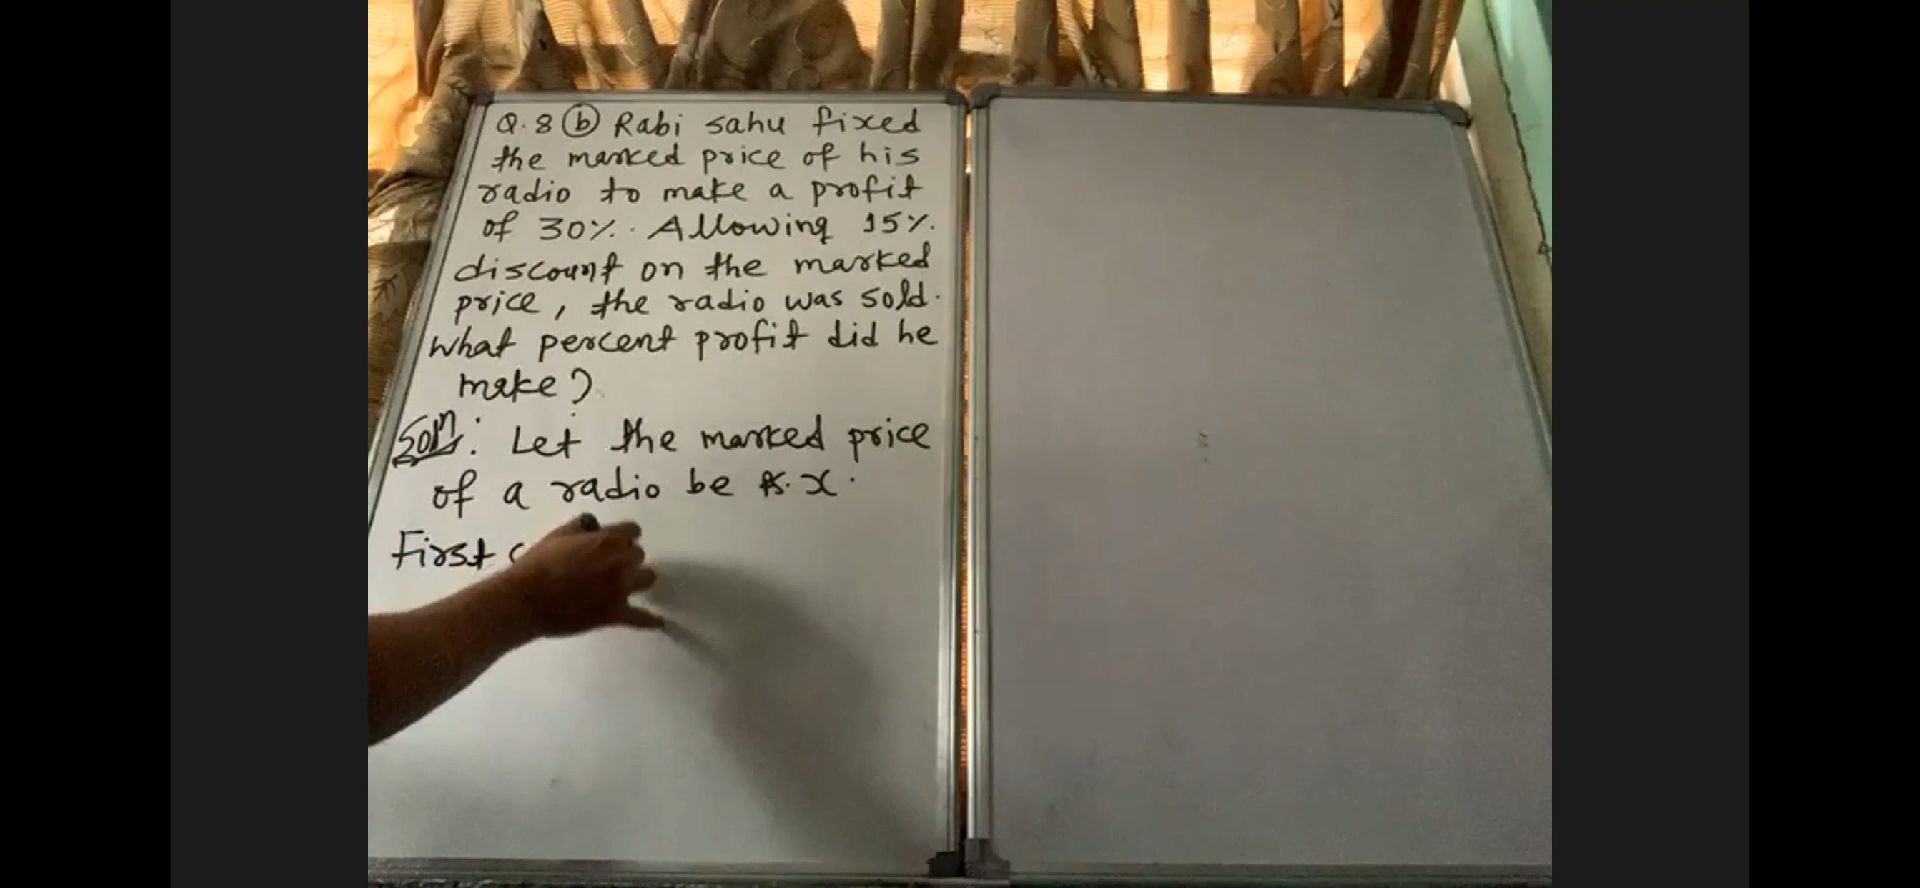 Q.8 (b) Rabi sahu fixed
the marked price of his
radio to make a profit
of 30%. Allowing 15%
discount on the marked
price, the radio was sold.
What percent profit did he
make?
Soln: Let the marked price
of a radio be Rs. x.
First